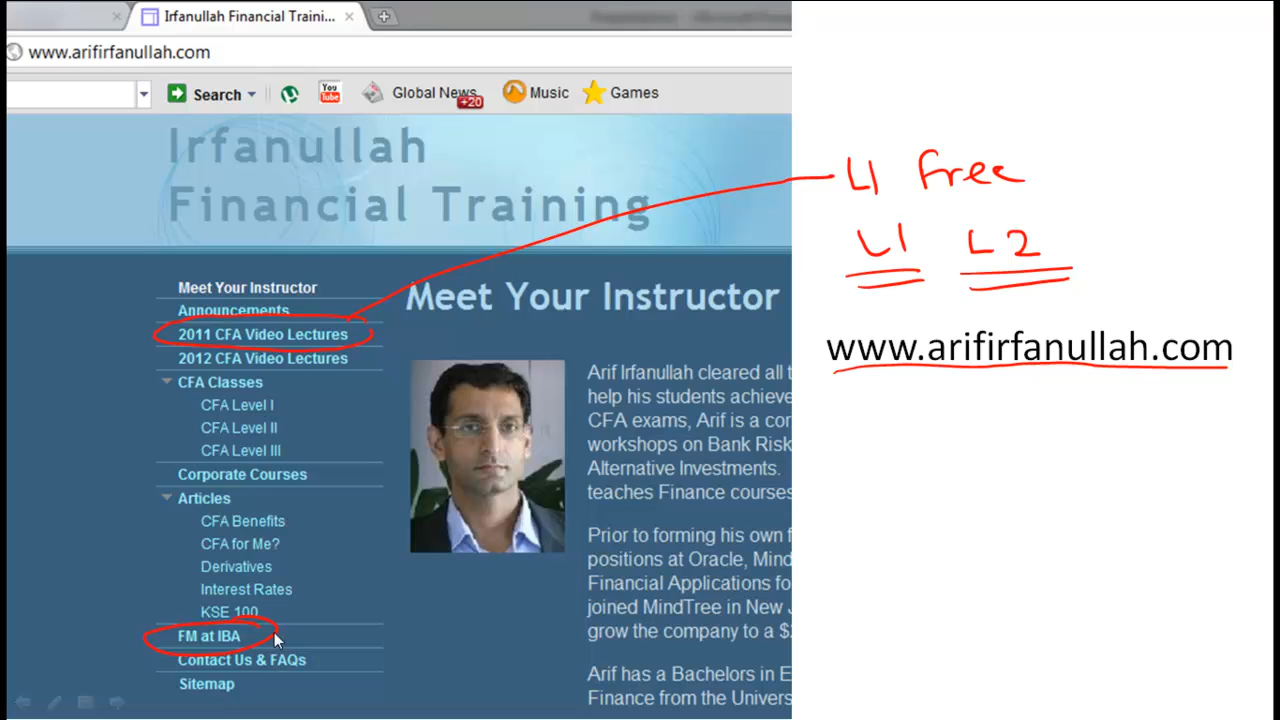 Irfanullah Financial Traini...
www.arifirfanullah.com
Search
You Tube
Global News
+20
Music
Games
Irfanullah
Financial Training
Meet Your Instructor
Announcements
2011 CFA Video Lectures
2012 CFA Video Lectures
CFA Classes
CFA Level I
CFA Level II
CFA Level III
Corporate Courses
Articles
CFA Benefits
CFA for Me?
Derivatives
Interest Rates
KSE 100
FM at IBA
Contact Us & FAQs
Sitemap
Meet Your Instructor
Arif Irfanullah cleared all
help his students achieve
CFA exams, Arif is a
workshops on Bank Risk
Alternative Investments.
teaches Finance courses
Prior to forming his own
positions at Oracle,
Financial Applications
joined MindTree in New
grow the company to a
Arif has a Bachelors in
Finance from the
L1 Free
L1 L2
www.arifirfanullah.com